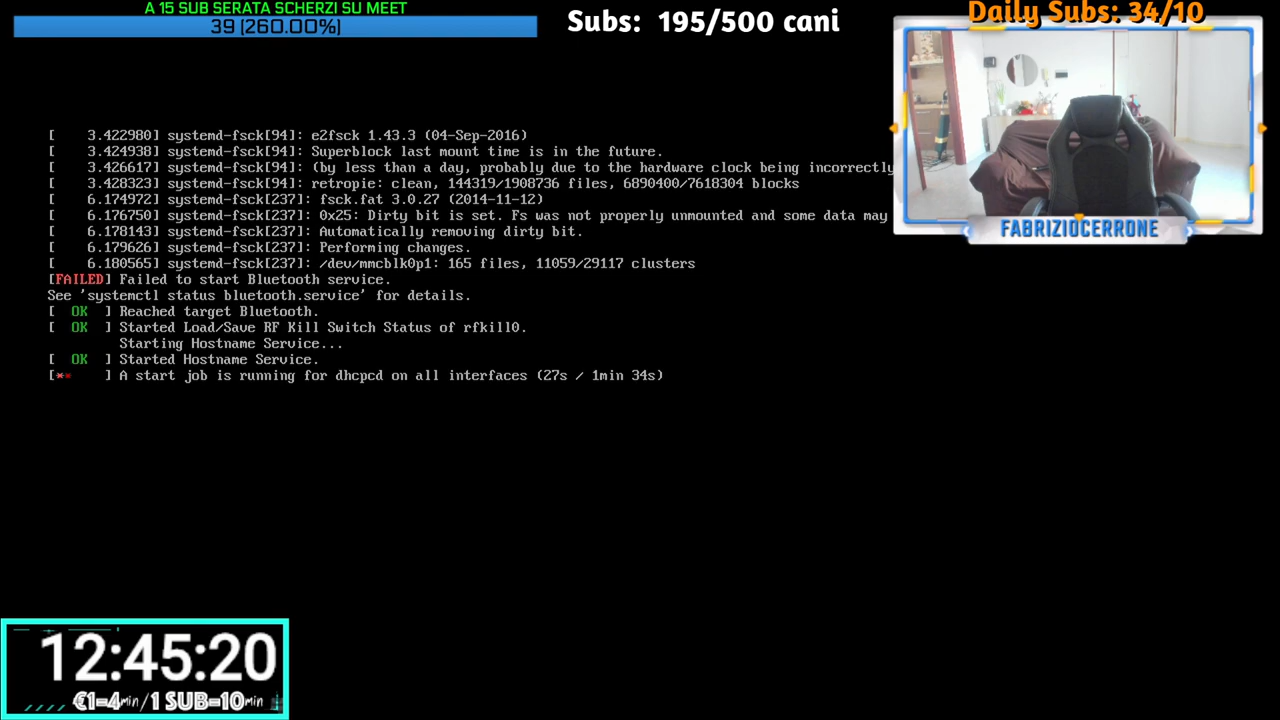 A 15 SUB SERATA SCHERZI SU MEET
39 (260.00%)
Subs: 195/500 cani
Daily Subs: 34/10
[    3.422980] systemd-fsck[94]: e2fsck 1.43.3 (04-Sep-2016)
[    3.424938] systemd-fsck[94]: Superblock last mount time is in the future.
[    3.426617] systemd-fsck[94]: (by less than a day, probably due to the hardware clock being incorrectly
[    3.428323] systemd-fsck[94]: retropie: clean, 144319/1908736 files, 6890400/7618304 blocks
[    6.174972] systemd-fsck[237]: fsck.fat 3.0.27 (2014-11-12)
[    6.176750] systemd-fsck[237]: 0x25: Dirty bit is set. Fs was not properly unmounted and some data may
[    6.178143] systemd-fsck[237]: Automatically removing dirty bit.
[    6.179626] systemd-fsck[237]: Performing changes.
[    6.180565] systemd-fsck[237]: /dev/mmcblk0p1: 165 files, 11059/29117 clusters
[FAILED] Failed to start Bluetooth service.
See 'systemctl status bluetooth.service' for details.
[  OK  ] Reached target Bluetooth.
[  OK  ] Started Load/Save RF Kill Switch Status of rfkill0.
         Starting Hostname Service...
[  OK  ] Started Hostname Service.
[**    ] A start job is running for dhcpcd on all interfaces (27s / 1min 34s)
FABRIZIOCERRONE
12:45:20
€1=4min/1 SUB=10min